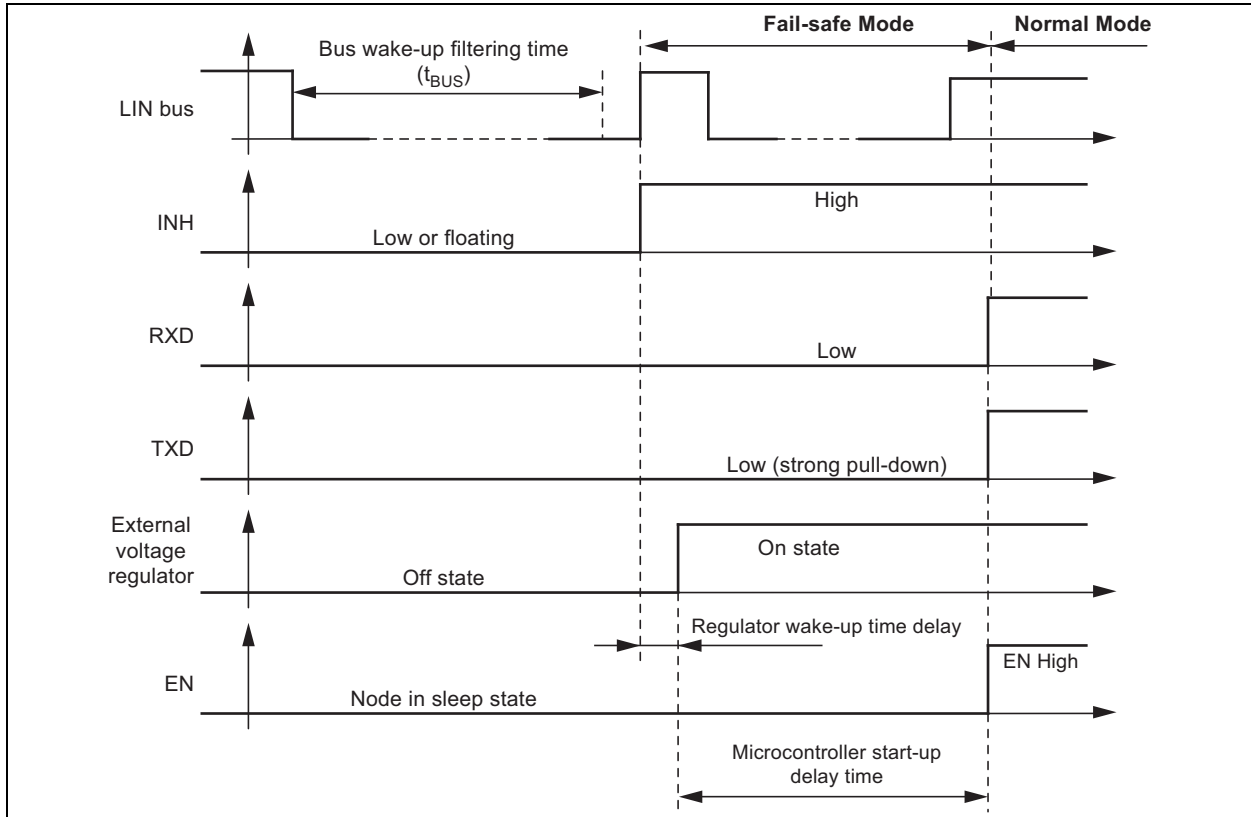 Fail-safe Mode
Normal Mode
Bus wake-up filtering time
(tBUS)
LIN bus
INH
High
Low or floating
RXD
Low
TXD
Low (strong pull-down)
External
voltage
regulator
On state
Off state
Regulator wake-up time delay
EN
EN High
Node in sleep state
Microcontroller start-up
delay time